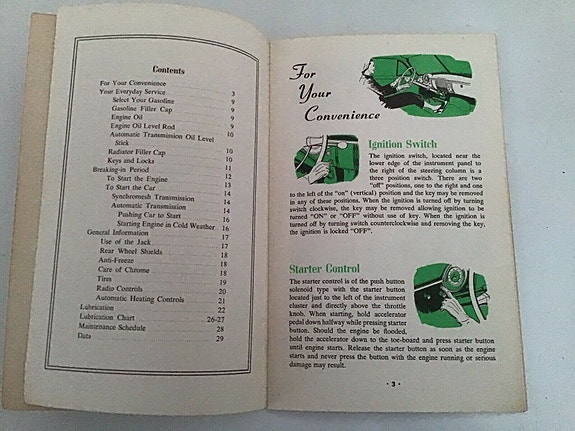 Contents
For Your Convenience
Your Everyday Service 3
Select Your Gasoline 9
Gasoline Filler Cap 9
Engine Oil 9
Engine Oil Level Rod 9
Automatic Transmission Oil Level 10
Stick
Radiator Filler Cap 10
Keys and Locks 10
Breaking-in Period 11
To Start the Engine 12
To Start the Car 13
Synchromesh Transmission 14
Automatic Transmission 14
Pushing Car to Start 14
Starting Engine in Cold Weather 16
General Information 17
Use of the Jack 17
Rear Wheel Shields 18
Anti-Freeze 18
Care of Chrome 18
Tires 19
Radio Controls 20
Automatic Heating Controls 21
Lubrication 22
Lubrication Chart 26-27
Maintenance Schedule 28
Data 29
For
Your
Convenience
Ignition Switch
The ignition switch, located near the
lower edge of the instrument panel to
the right of the steering column is a
three position switch. There are two
"off" positions, one to the right and one
to the left of the "on" (vertical) position and the key may be removed
in any of these positions. When the ignition is turned off by turning
switch clockwise, the key may be removed allowing ignition to be
turned "ON" or "OFF" without use of key. When the ignition is
turned off by turning switch counterclockwise and removing the key,
the ignition is locked "OFF".
Starter Control
The starter control is of the push button
solenoid type with the starter button
located just to the left of the instrument
cluster and directly above the throttle
knob. When starting, hold accelerator
pedal down halfway while pressing starter
button. Should the engine be flooded,
hold the accelerator down to the toe-board and press starter button
until engine starts. Release the starter button as soon as the engine
starts and never press the button with the engine running or serious
damage may result.
· 3 ·